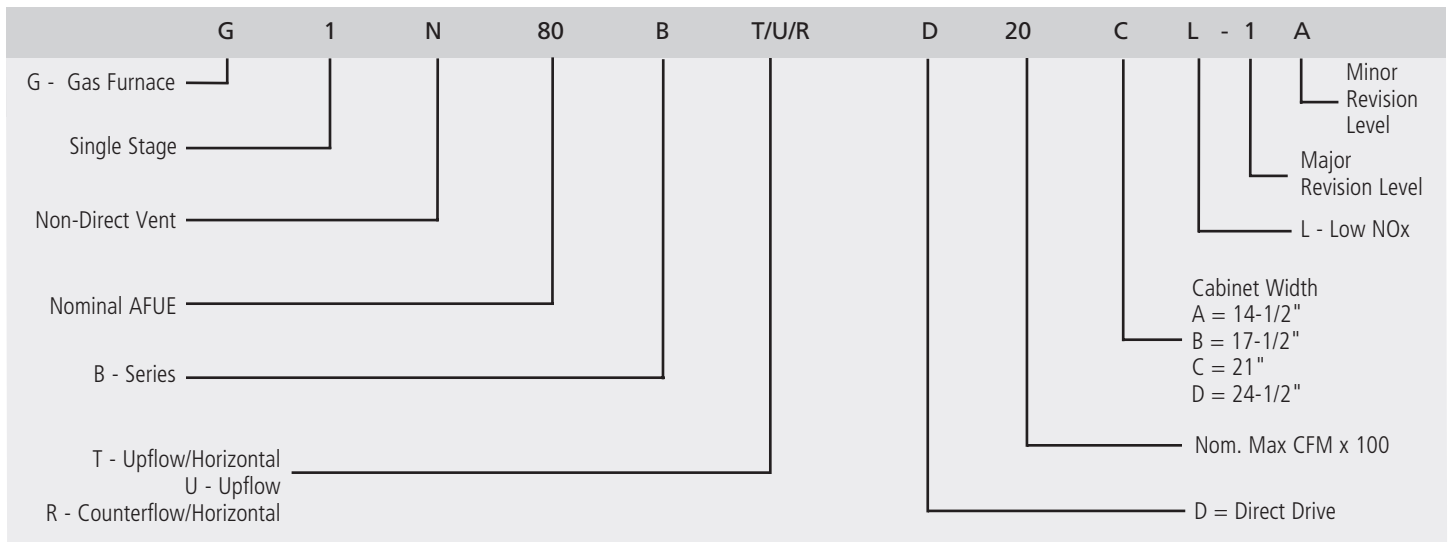 G 1 N 80 B T/U/R D 20 C L - 1 A
G - Gas Furnace
Single Stage
Non-Direct Vent
Nominal AFUE
B - Series
T - Upflow/Horizontal
U - Upflow
R - Counterflow/Horizontal
Minor
Revision
Level
Major
Revision Level
L - Low NOx
Cabinet Width
A = 14-1/2"
B = 17-1/2"
C = 21"
D = 24-1/2"
Nom. Max CFM x 100
D = Direct Drive